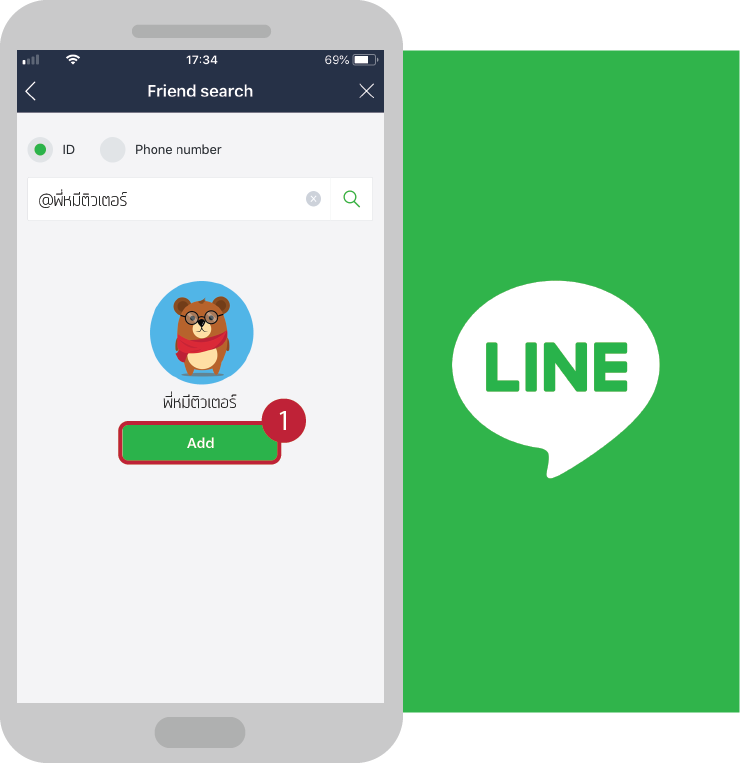 17:34
69%
Friend search
ID
Phone number
@พี่หมีติวเตอร์
พี่หมีติวเตอร์
1
Add
LINE